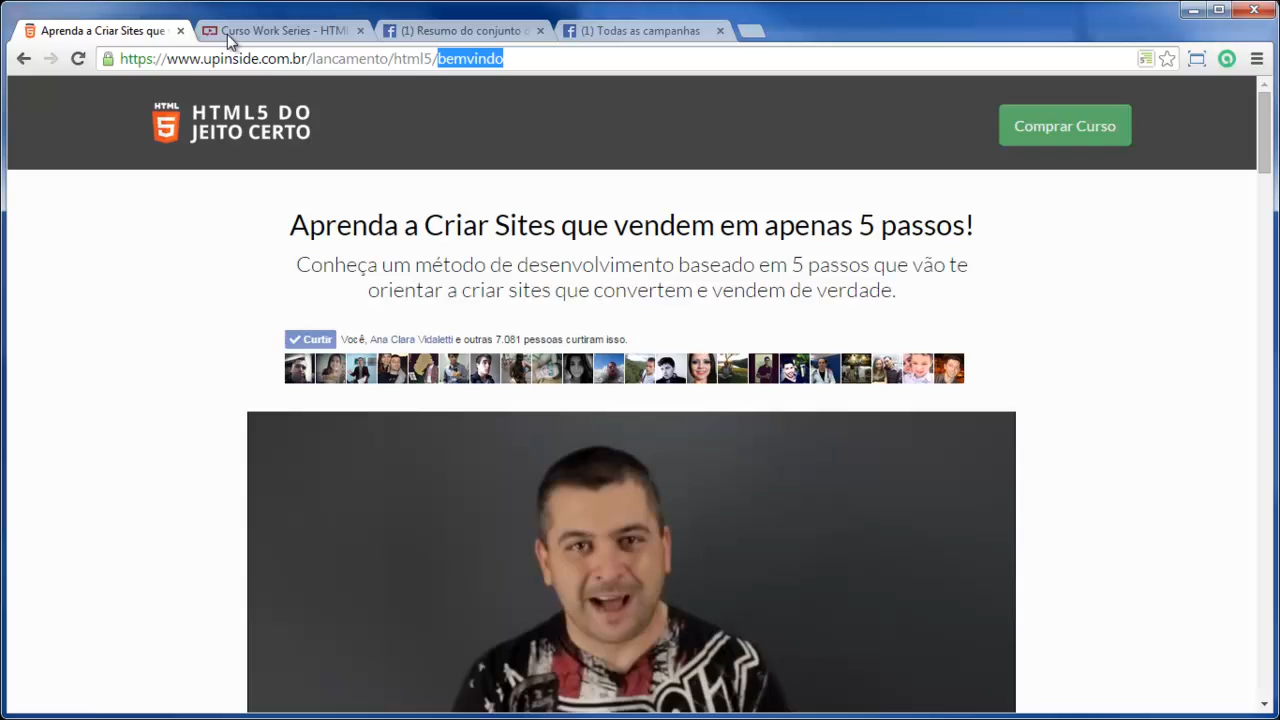 Aprenda a Criar Sites que
Curso Work Series - HTMl
(1) Resumo do conjunto
(1) Todas as campanhas
https://www.upinside.com.br/lancamento/html5/bemvindo
HTML
5
HTML5 DO
JEITO CERTO
Comprar Curso
Aprenda a Criar Sites que vendem em apenas 5 passos!
Conheça um método de desenvolvimento baseado em 5 passos que vão te
orientar a criar sites que convertem e vendem de verdade.
Curtir
Você, Ana Clara Vidaletti e outras 7.081 pessoas curtiram isso.